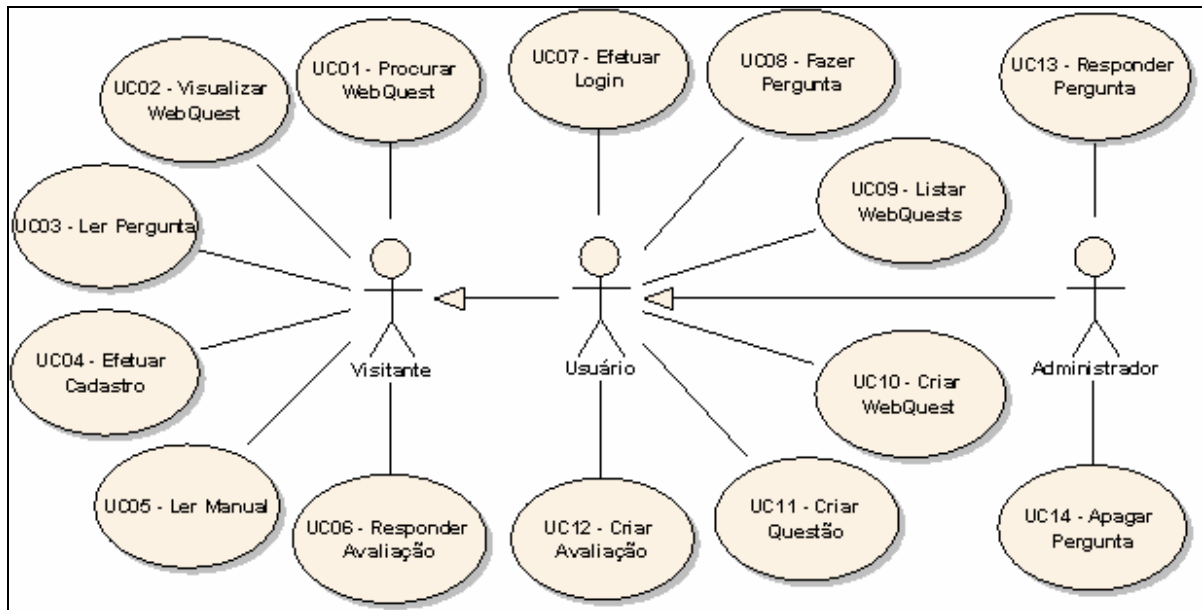 UC02 - Visualizar
WebQuest
UC01 - Procurar
WebQuest
UC07 - Efetuar
Login
UC08 - Fazer
Pergunta
UC13 - Responder
Pergunta
UC03 - Ler Pergunta
UC09 - Listar
WebQuests
UC04 - Efetuar
Cadastro
Visitante
Usuário
Administrador
UC10 - Criar
WebQuest
UC05 - Ler Manual
UC06 - Responder
Avaliação
UC12 - Criar
Avaliação
UC11 - Criar
Questão
UC14 - Apagar
Pergunta